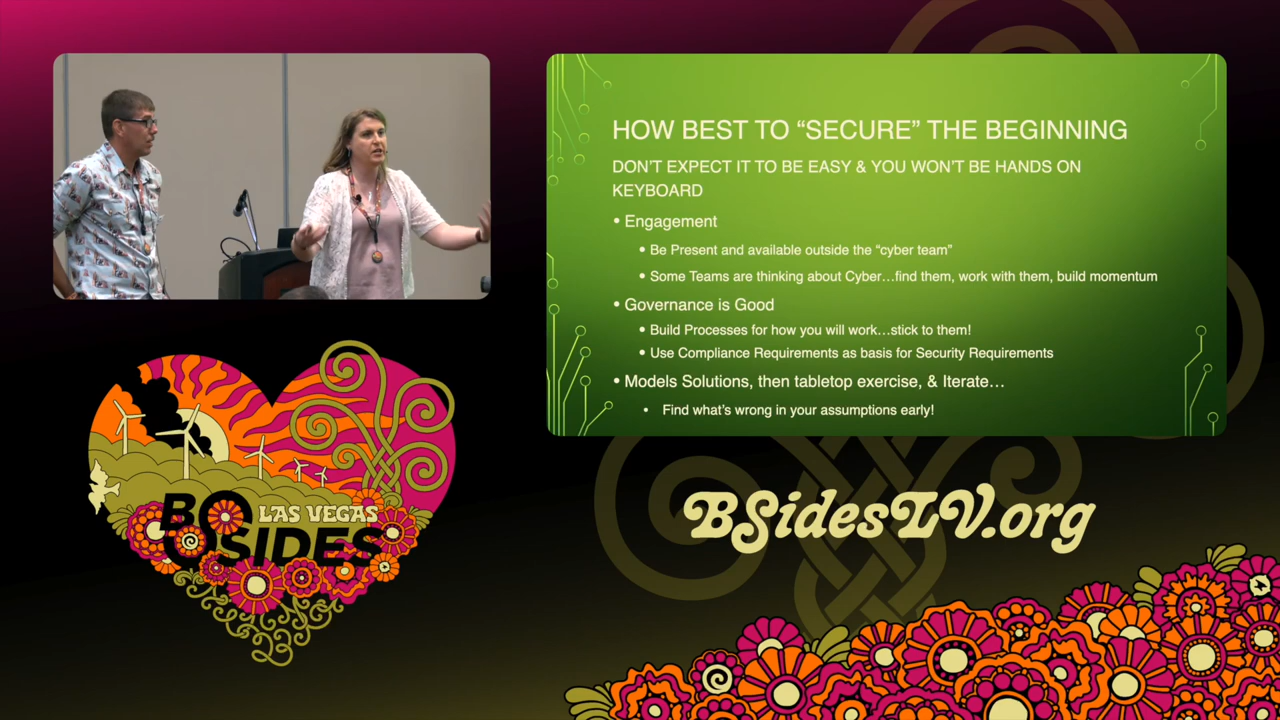 HOW BEST TO “SECURE” THE BEGINNING
DON’T EXPECT IT TO BE EASY & YOU WON’T BE HANDS ON
KEYBOARD
• Engagement
• Be Present and available outside the “cyber team”
• Some Teams are thinking about Cyber…find them, work with them, build momentum
• Governance is Good
• Build Processes for how you will work…stick to them!
• Use Compliance Requirements as basis for Security Requirements
• Models Solutions, then tabletop exercise, & Iterate…
• Find what’s wrong in your assumptions early!
LAS VEGAS
SIDES
23
BSidesLV.org